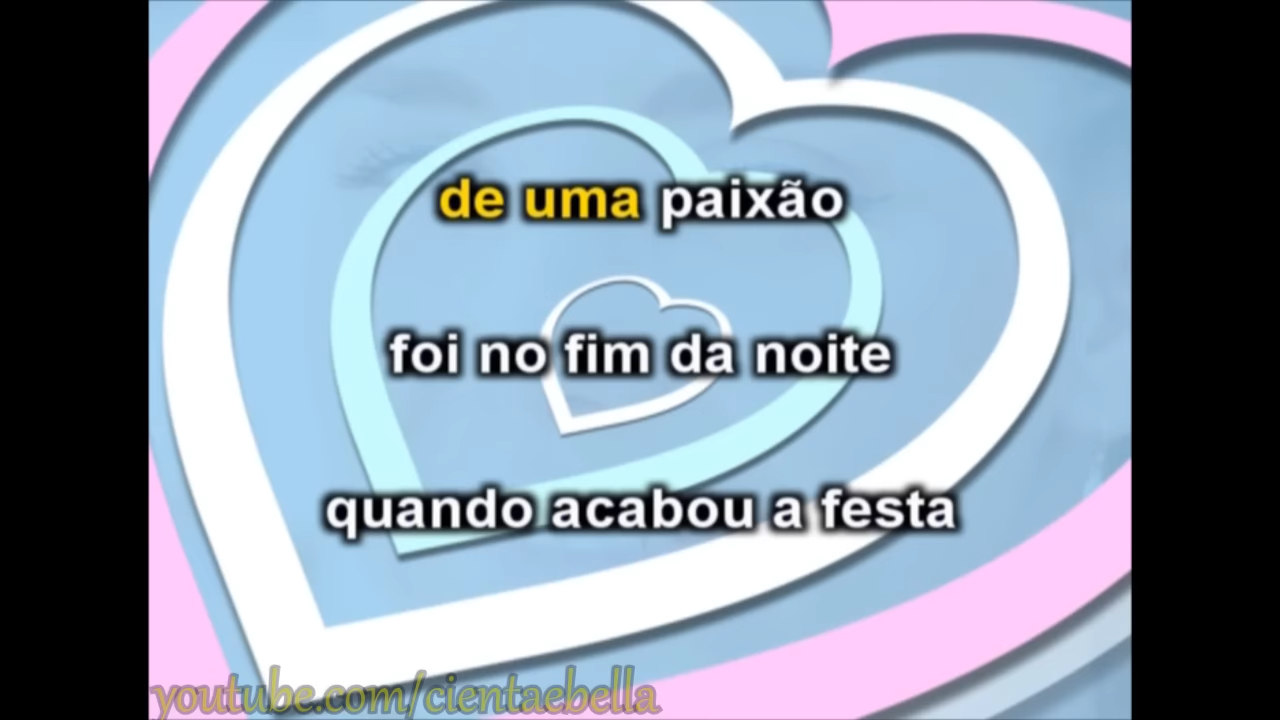 de uma paixão
foi no fim da noite
quando acabou a festa
youtube.com/cientaebella